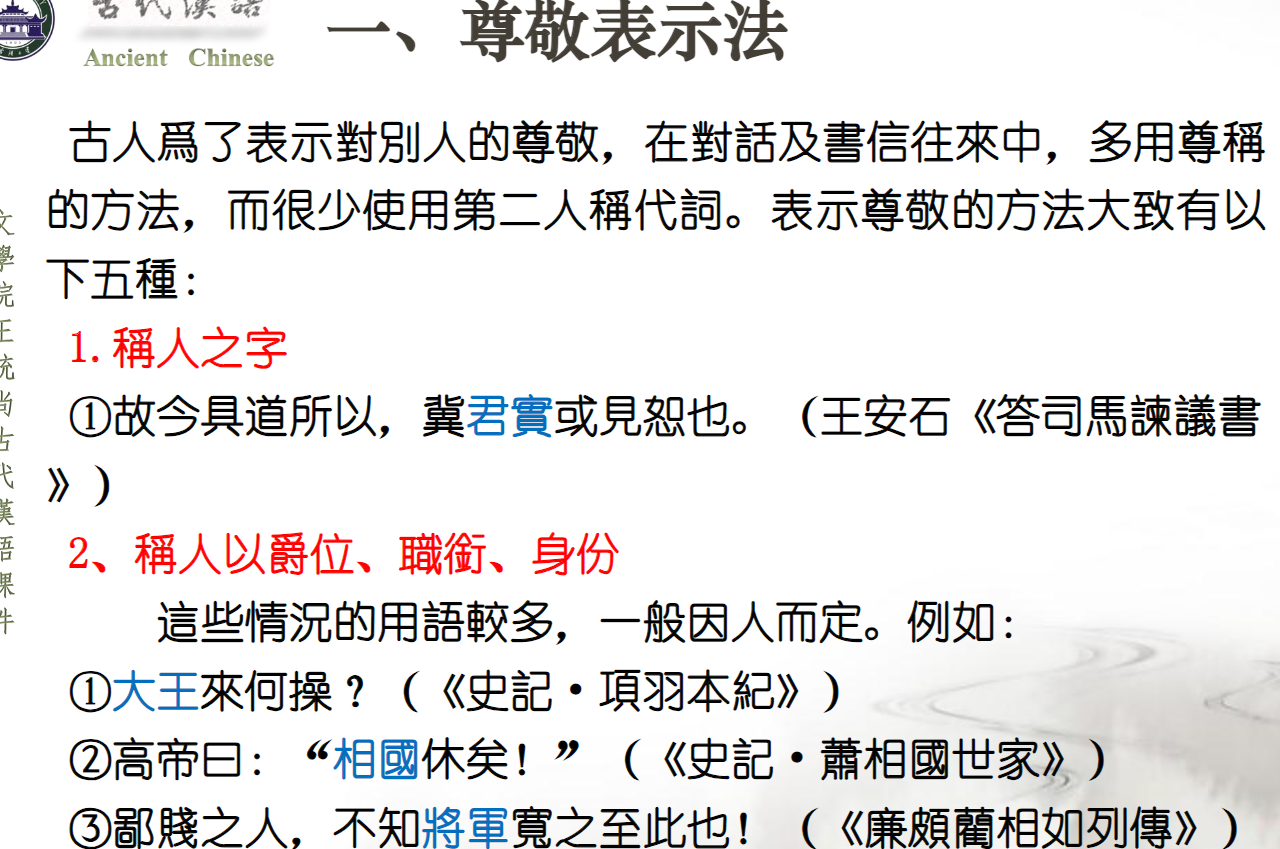 古代漢語
Ancient Chinese
一、尊敬表示法
古人爲了表示對別人的尊敬，在對話及書信往來中，多用尊稱
的方法，而很少使用第二人稱代詞。表示尊敬的方法大致有以
下五種：
1.稱人之字
①故今具道所以，冀君實或見恕也。（王安石《答司馬諫議書
》）
2、稱人以爵位、職銜、身份
這些情況的用語較多，一般因人而定。例如：
①大王來何操？（《史記·項羽本紀》）
②高帝曰：“相國休矣！”（《史記·蕭相國世家》）
③鄙賤之人，不知將軍寬之至此也！（《廉頗藺相如列傳》）
文學院王統尚古代漢語課件